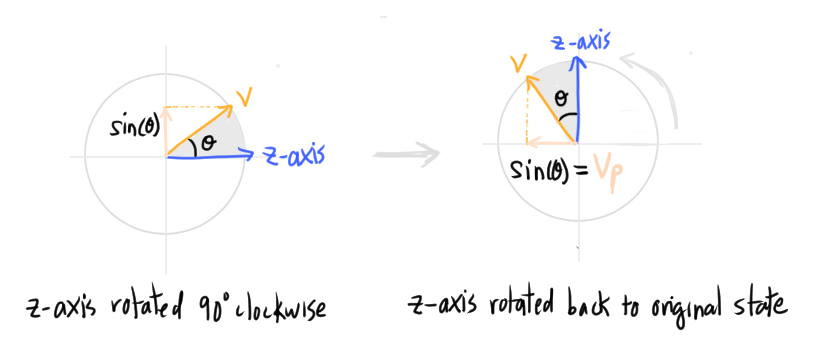 V
sin(θ)
θ
z-axis
z-axis rotated 90° clockwise
z-axis
V
θ
sin(θ) = Vp
z-axis rotated back to original state